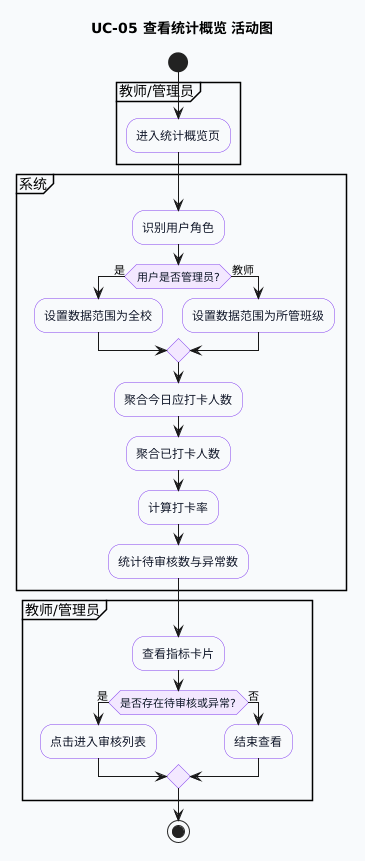 UC-05 查看统计概览 活动图
教师/管理员
进入统计概览页
系统
识别用户角色
是
用户是否管理员?
教师
设置数据范围为全校
设置数据范围为所管班级
聚合今日应打卡人数
聚合已打卡人数
计算打卡率
统计待审核数与异常数
教师/管理员
查看指标卡片
是
是否存在待审核或异常?
否
点击进入审核列表
结束查看